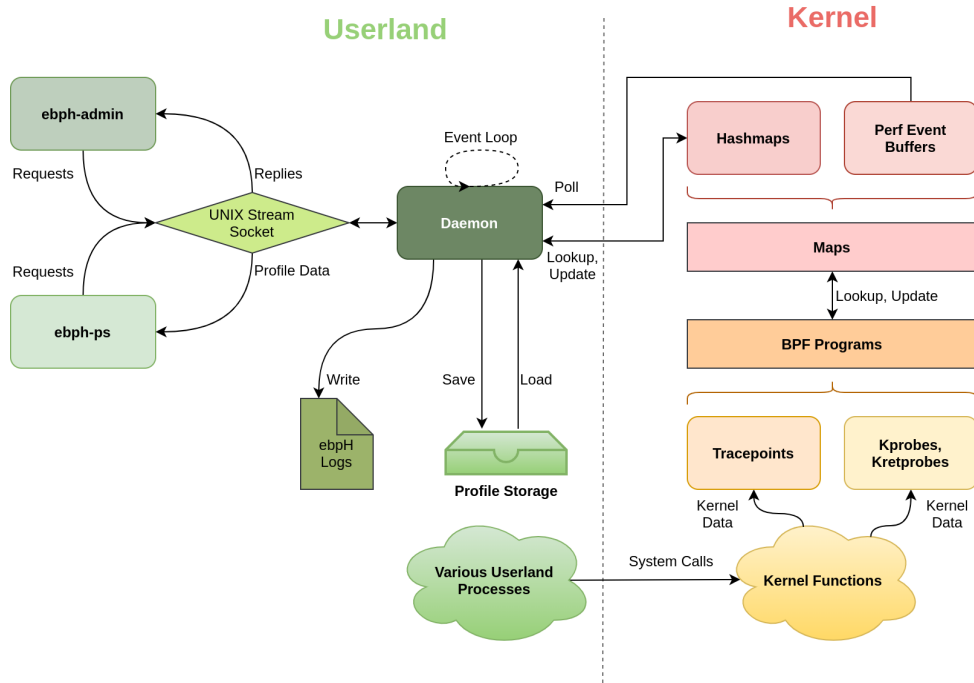 Userland
Kernel
ebph-admin
Requests
Replies
UNIX Stream
Socket
Requests
Profile Data
ebph-ps
Event Loop
Daemon
Poll
Lookup,
Update
Write
Save
Load
ebpH
Logs
Profile Storage
Various Userland
Processes
System Calls
Hashmaps
Perf Event
Buffers
Maps
Lookup, Update
BPF Programs
Tracepoints
Kprobes,
Kretprobes
Kernel
Data
Kernel
Data
Kernel Functions